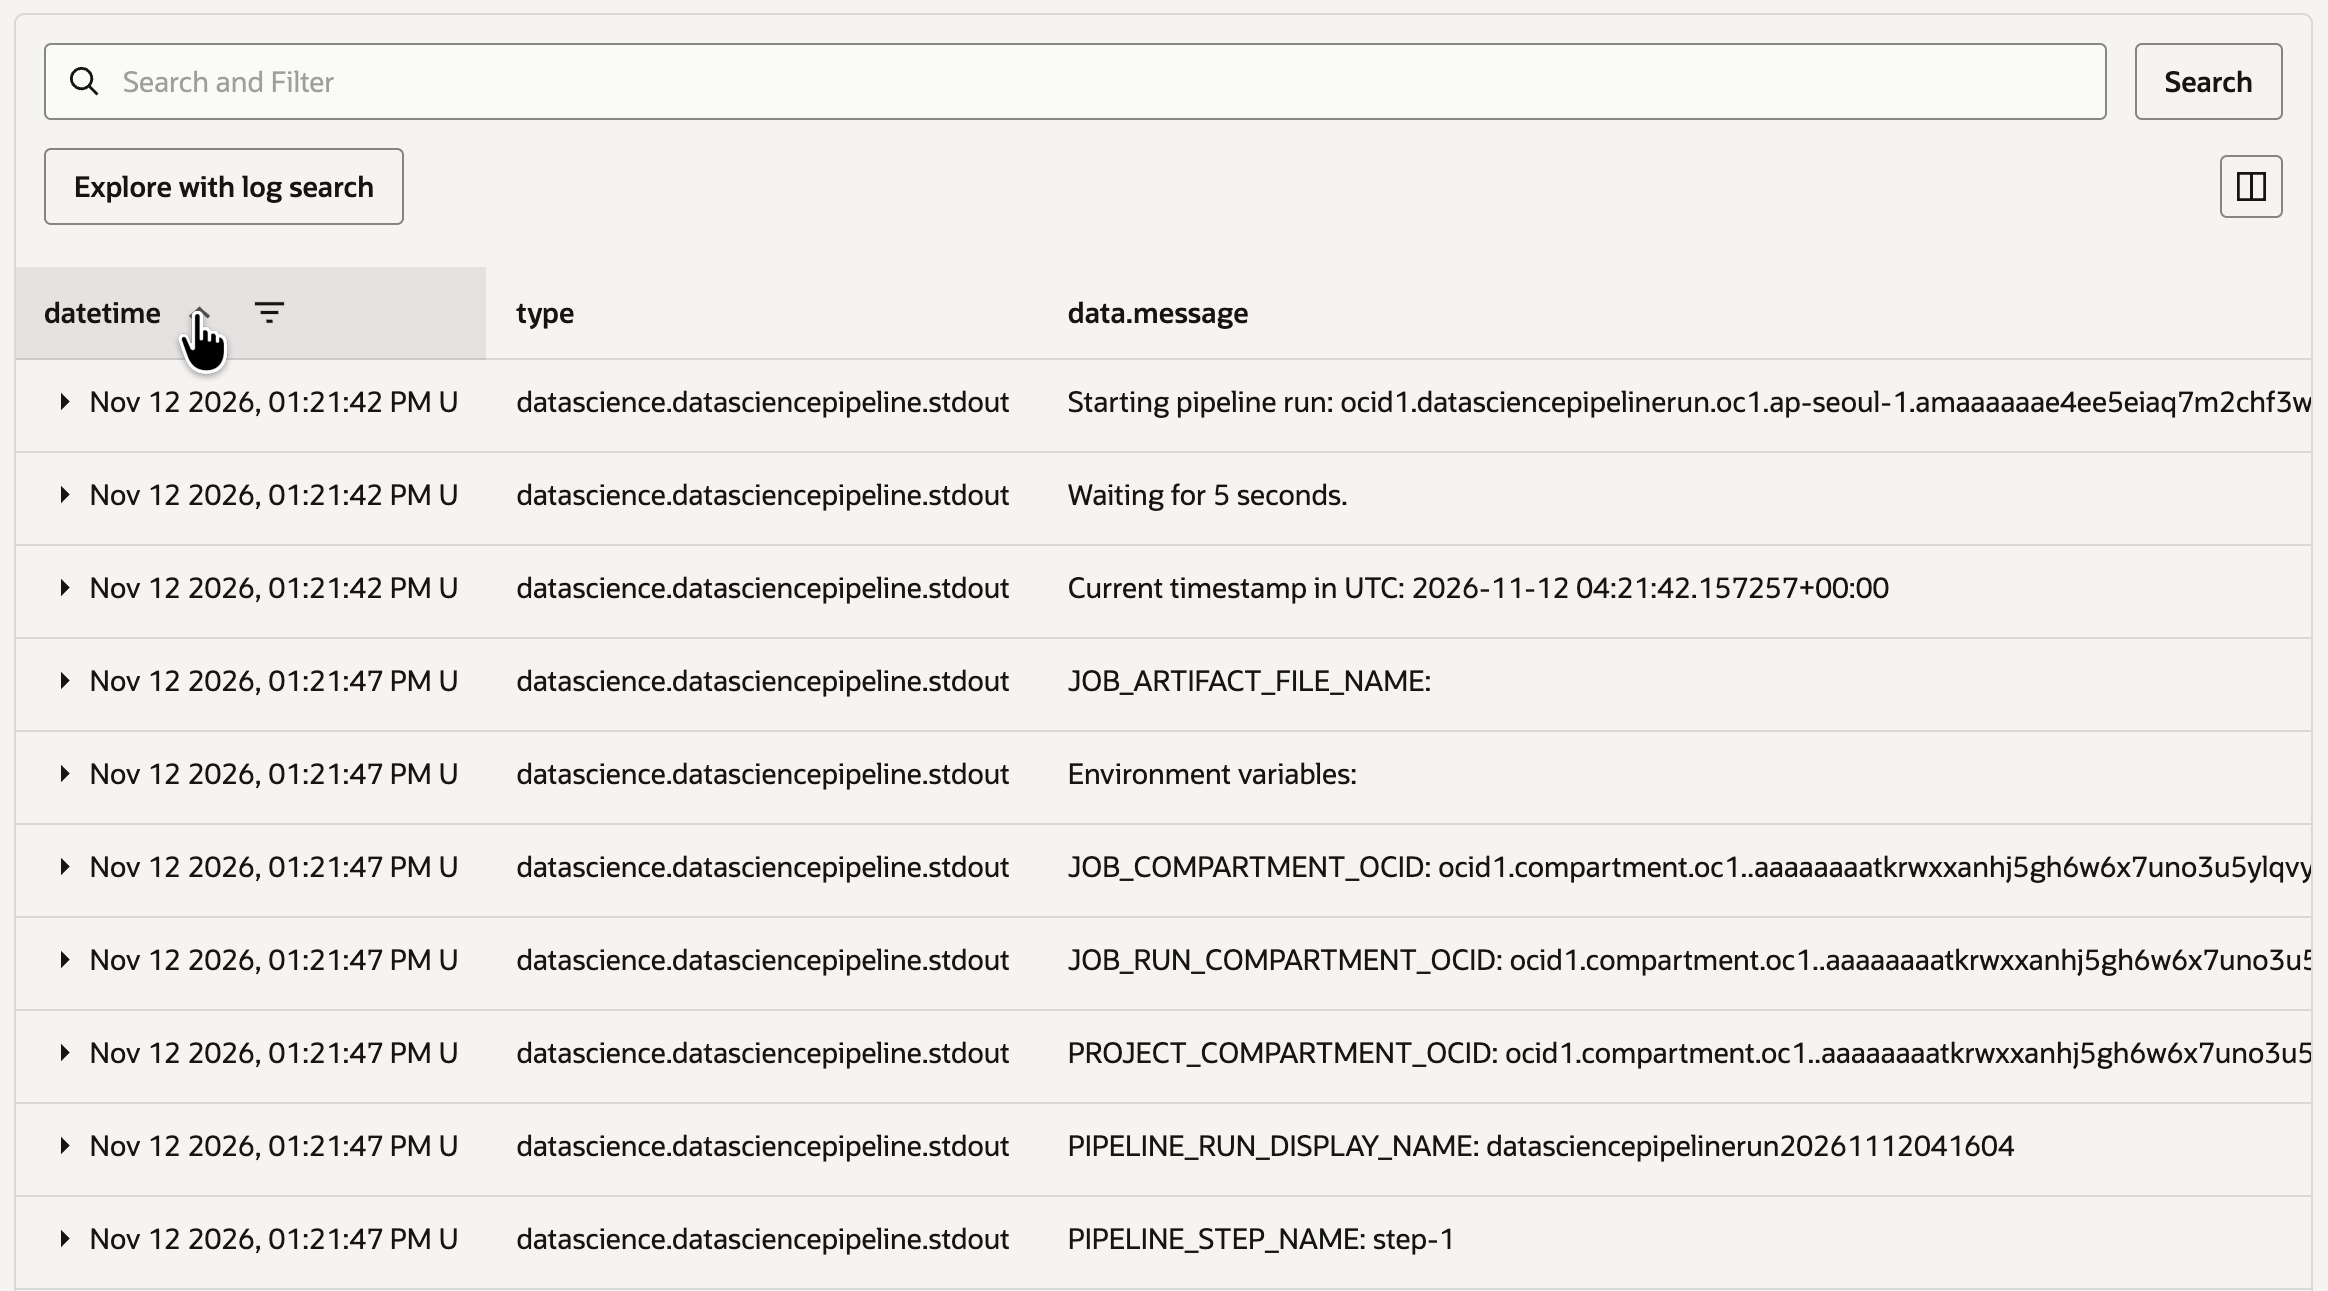 Search and Filter
Search
Explore with log search
datetime type data.message
Nov 12 2026, 01:21:42 PM U datascience.datasciencepipeline.stdout Starting pipeline run: ocid1.datasciencepipelinerun.oc1.ap-seoul-1.amaaaaaae4ee5eiaq7m2chf3w
Nov 12 2026, 01:21:42 PM U datascience.datasciencepipeline.stdout Waiting for 5 seconds.
Nov 12 2026, 01:21:42 PM U datascience.datasciencepipeline.stdout Current timestamp in UTC: 2026-11-12 04:21:42.157257+00:00
Nov 12 2026, 01:21:47 PM U datascience.datasciencepipeline.stdout JOB_ARTIFACT_FILE_NAME:
Nov 12 2026, 01:21:47 PM U datascience.datasciencepipeline.stdout Environment variables:
Nov 12 2026, 01:21:47 PM U datascience.datasciencepipeline.stdout JOB_COMPARTMENT_OCID: ocid1.compartment.oc1..aaaaaaaatkrwxxanhj5gh6w6x7uno3u5ylqvy
Nov 12 2026, 01:21:47 PM U datascience.datasciencepipeline.stdout JOB_RUN_COMPARTMENT_OCID: ocid1.compartment.oc1..aaaaaaaatkrwxxanhj5gh6w6x7uno3u5
Nov 12 2026, 01:21:47 PM U datascience.datasciencepipeline.stdout PROJECT_COMPARTMENT_OCID: ocid1.compartment.oc1..aaaaaaaatkrwxxanhj5gh6w6x7uno3u5
Nov 12 2026, 01:21:47 PM U datascience.datasciencepipeline.stdout PIPELINE_RUN_DISPLAY_NAME: datasciencepipelinerun20261112041604
Nov 12 2026, 01:21:47 PM U datascience.datasciencepipeline.stdout PIPELINE_STEP_NAME: step-1